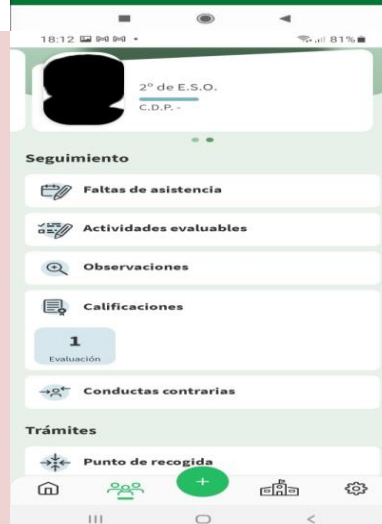 18:12
81%
2º de E.S.O.
C.D.P. -
Seguimiento
Faltas de asistencia
Actividades evaluables
Observaciones
Calificaciones
1
Evaluación
Conductas contrarias
Trámites
Punto de recogida